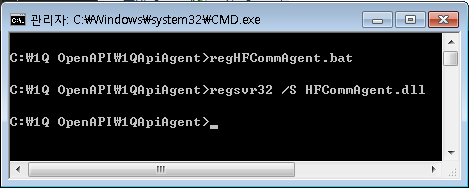 관리자: C:₩Windows₩system32₩CMD.exe
C:₩1Q OpenAPI₩1QApiAgent>regHFCommAgent.bat
C:₩1Q OpenAPI₩1QApiAgent>regsvr32 /S HFCommAgent.dll
C:₩1Q OpenAPI₩1QApiAgent>_